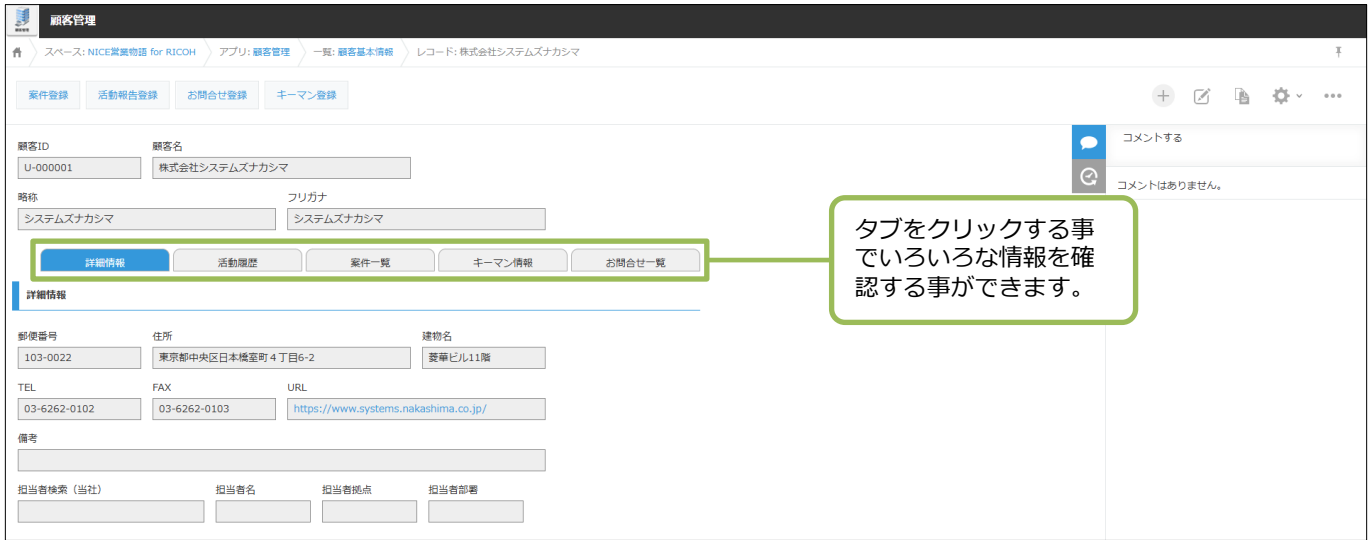 顧客管理
スペース: NICE営業物語 for RICOH アプリ: 顧客管理 一覧: 顧客基本情報 レコード: 株式会社システムズナカシマ
案件登録 活動報告登録 お問合せ登録 キーマン登録
コメントする
コメントはありません。
顧客ID 顧客名
U-000001 株式会社システムズナカシマ
略称 フリガナ
システムズナカシマ システムズナカシマ
タブをクリックする事
でいろいろな情報を確
認する事ができます。
詳細情報 活動履歴 案件一覧 キーマン情報 お問合せ一覧
詳細情報
郵便番号 住所 建物名
103-0022 東京都中央区日本橋室町４丁目6-2 菱華ビル11階
TEL FAX URL
03-6262-0102 03-6262-0103 https://www.systems.nakashima.co.jp/
備考
担当者検索（当社） 担当者名 担当者拠点 担当者部署